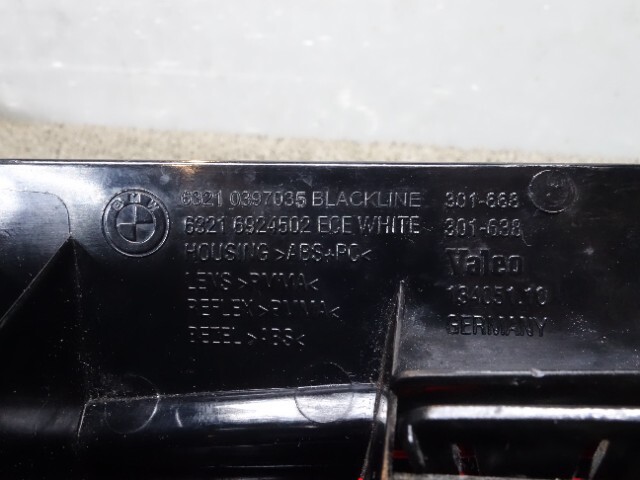 BMW
6321 0397035 BLACKLINE 301-668
6321 6924502 ECE WHITE 301-638
HOUSING >ABS+PC< Valeo
LENS >PMMA< 184051.10
REFLEX >PMMA< GERMANY
BEZEL >ABS<